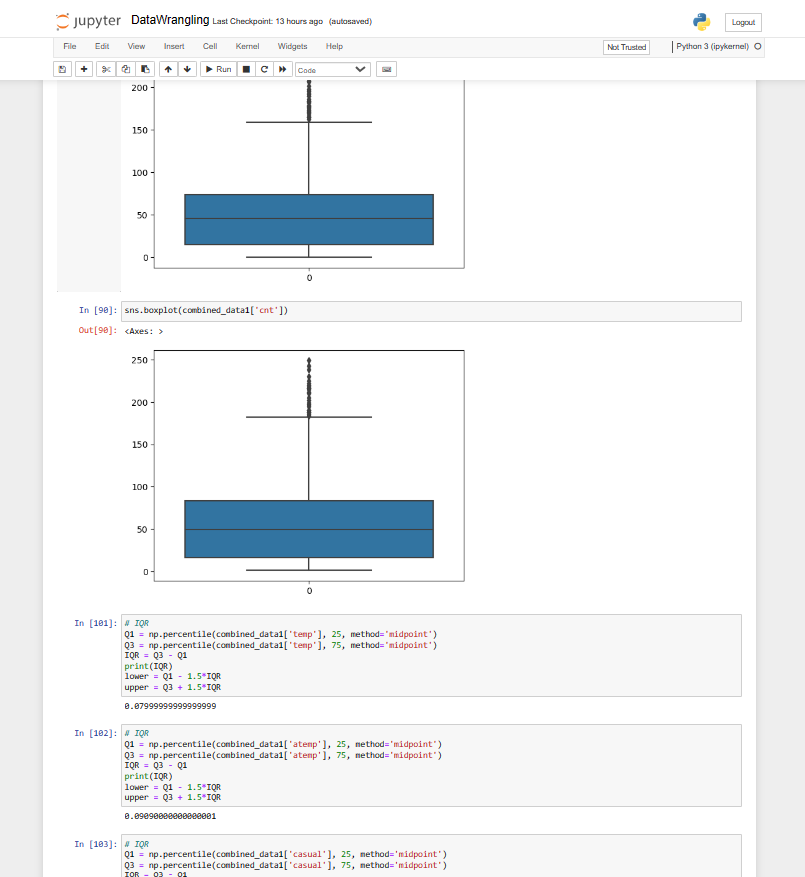 jupyter DataWrangling Last Checkpoint: 13 hours ago (autosaved)
Logout
File Edit View Insert Cell Kernel Widgets Help
Not Trusted
Python 3 (ipykernel)
Run
Code
200
150
100
50
0
0
In [90]: sns.boxplot(combined_data1['cnt'])
Out[90]: <Axes: >
250
200
150
100
50
0
0
In [101]: # IQR
Q1 = np.percentile(combined_data1['temp'], 25, method='midpoint')
Q3 = np.percentile(combined_data1['temp'], 75, method='midpoint')
IQR = Q3 - Q1
print(IQR)
lower = Q1 - 1.5*IQR
upper = Q3 + 1.5*IQR
0.07999999999999999
In [102]: # IQR
Q1 = np.percentile(combined_data1['atemp'], 25, method='midpoint')
Q3 = np.percentile(combined_data1['atemp'], 75, method='midpoint')
IQR = Q3 - Q1
print(IQR)
lower = Q1 - 1.5*IQR
upper = Q3 + 1.5*IQR
0.09090000000000001
In [103]: # IQR
Q1 = np.percentile(combined_data1['casual'], 25, method='midpoint')
Q3 = np.percentile(combined_data1['casual'], 75, method='midpoint')
IQR = Q3 - Q1